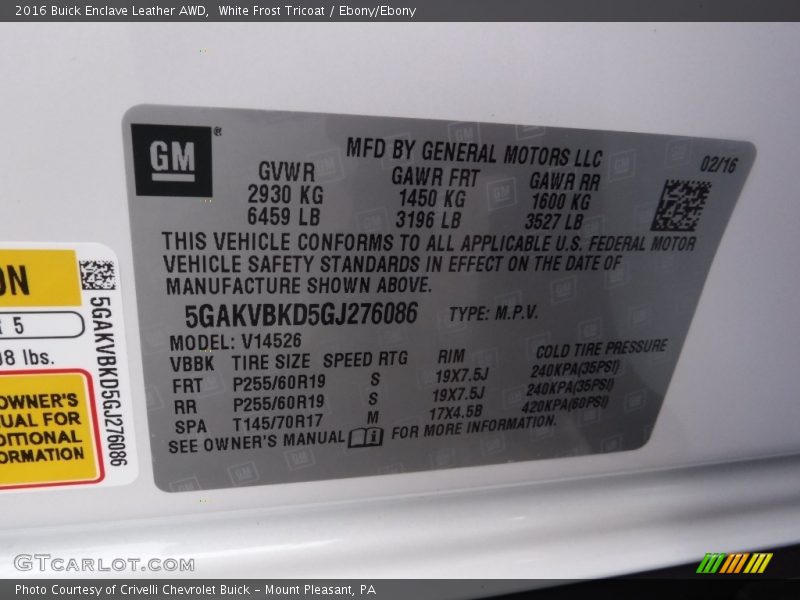 2016 Buick Enclave Leather AWD,  White Frost Tricoat / Ebony/Ebony
GM®
MFD BY GENERAL MOTORS LLC
02/16
GVWR GAWR FRT GAWR RR
2930 KG 1450 KG 1600 KG
6459 LB 3196 LB 3527 LB
THIS VEHICLE CONFORMS TO ALL APPLICABLE U.S. FEDERAL MOTOR
VEHICLE SAFETY STANDARDS IN EFFECT ON THE DATE OF
MANUFACTURE SHOWN ABOVE.
5GAKVBKD5GJ276086 TYPE: M.P.V.
MODEL: V14526
VBBK TIRE SIZE SPEED RTG RIM COLD TIRE PRESSURE
FRT P255/60R19 S 19X7.5J 240KPA(35PSI)
RR P255/60R19 S 19X7.5J 240KPA(35PSI)
SPA T145/70R17 M 17X4.5B 420KPA(60PSI)
SEE OWNER'S MANUAL FOR MORE INFORMATION.
ON
5
8 lbs.
OWNER'S
UAL FOR
DITIONAL
ORMATION
5GAKVBKD5GJ276086
GTCARLOT.COM
Photo Courtesy of Crivelli Chevrolet Buick - Mount Pleasant, PA